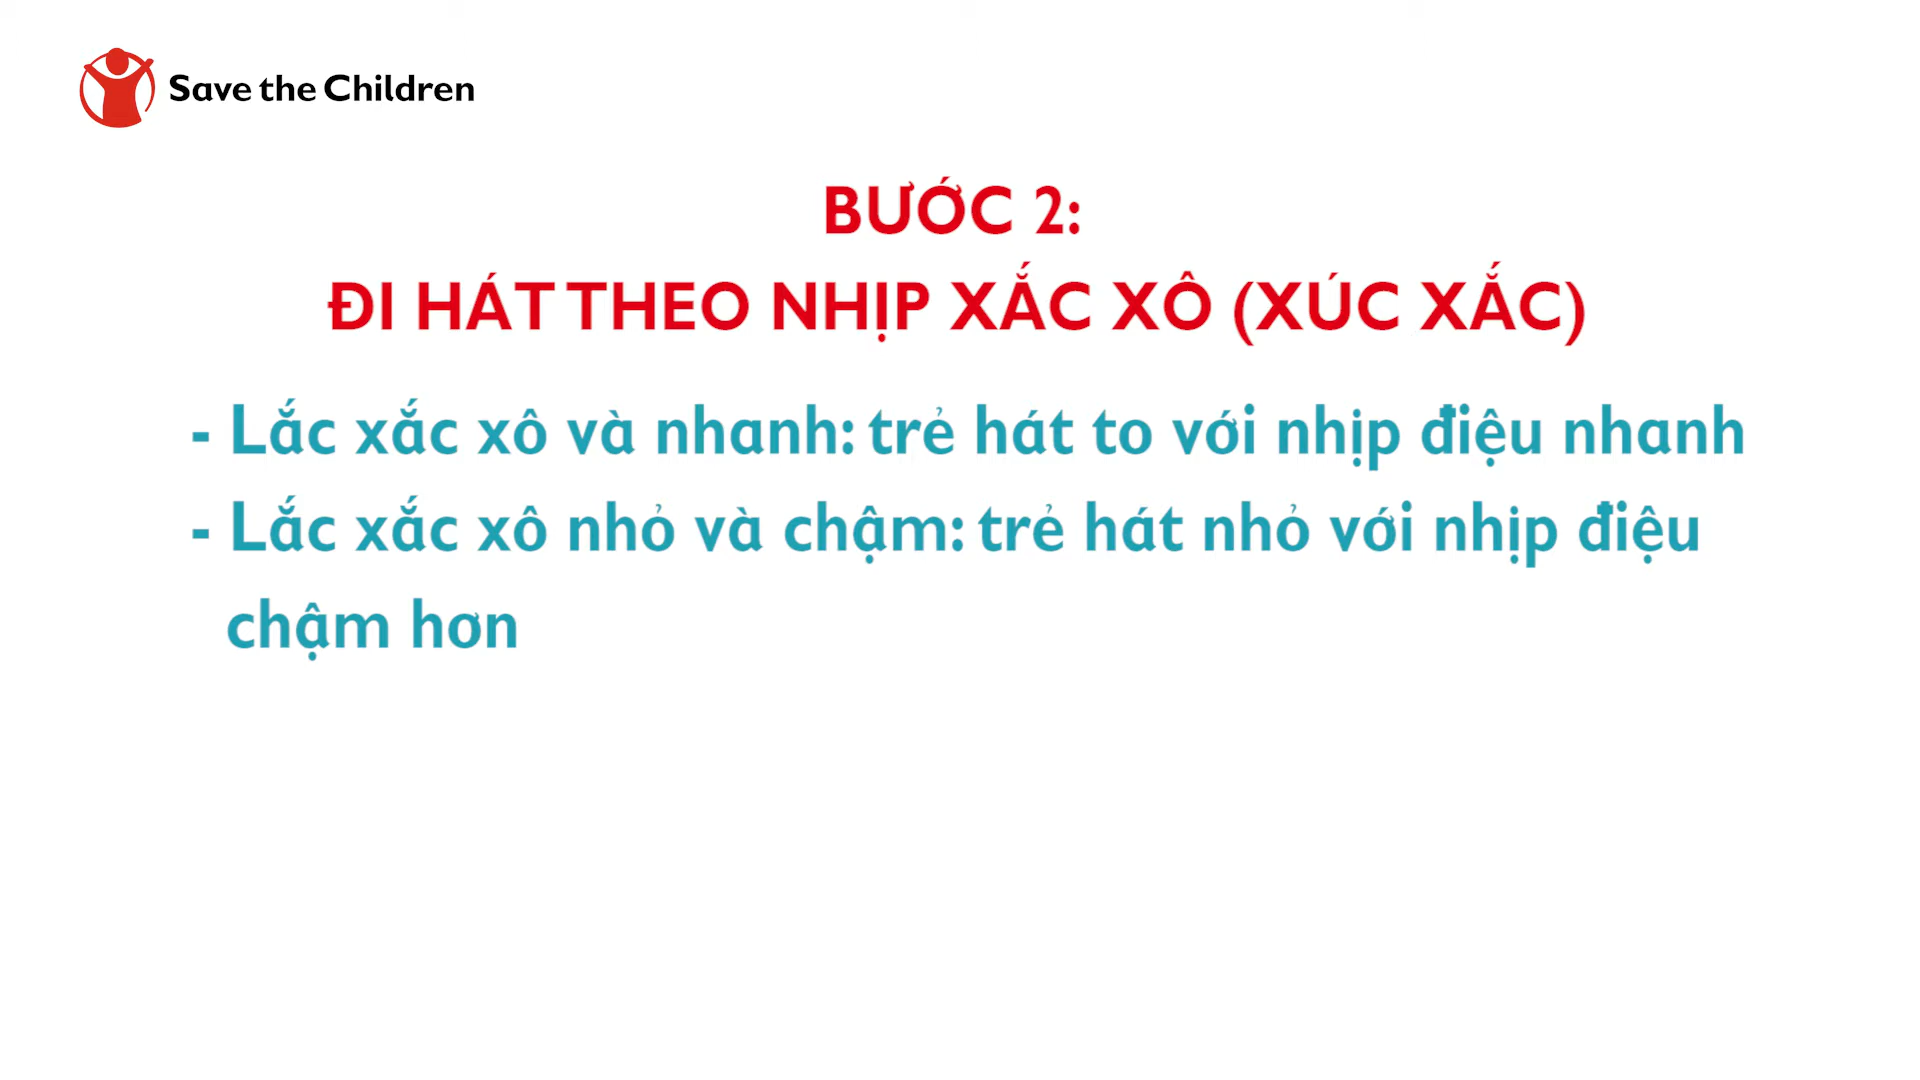 Save the Children
BƯỚC 2:
ĐI HÁT THEO NHỊP XẮC XÔ (XÚC XẮC)
- Lắc xắc xô và nhanh: trẻ hát to với nhịp điệu nhanh
- Lắc xắc xô nhỏ và chậm: trẻ hát nhỏ với nhịp điệu
chậm hơn